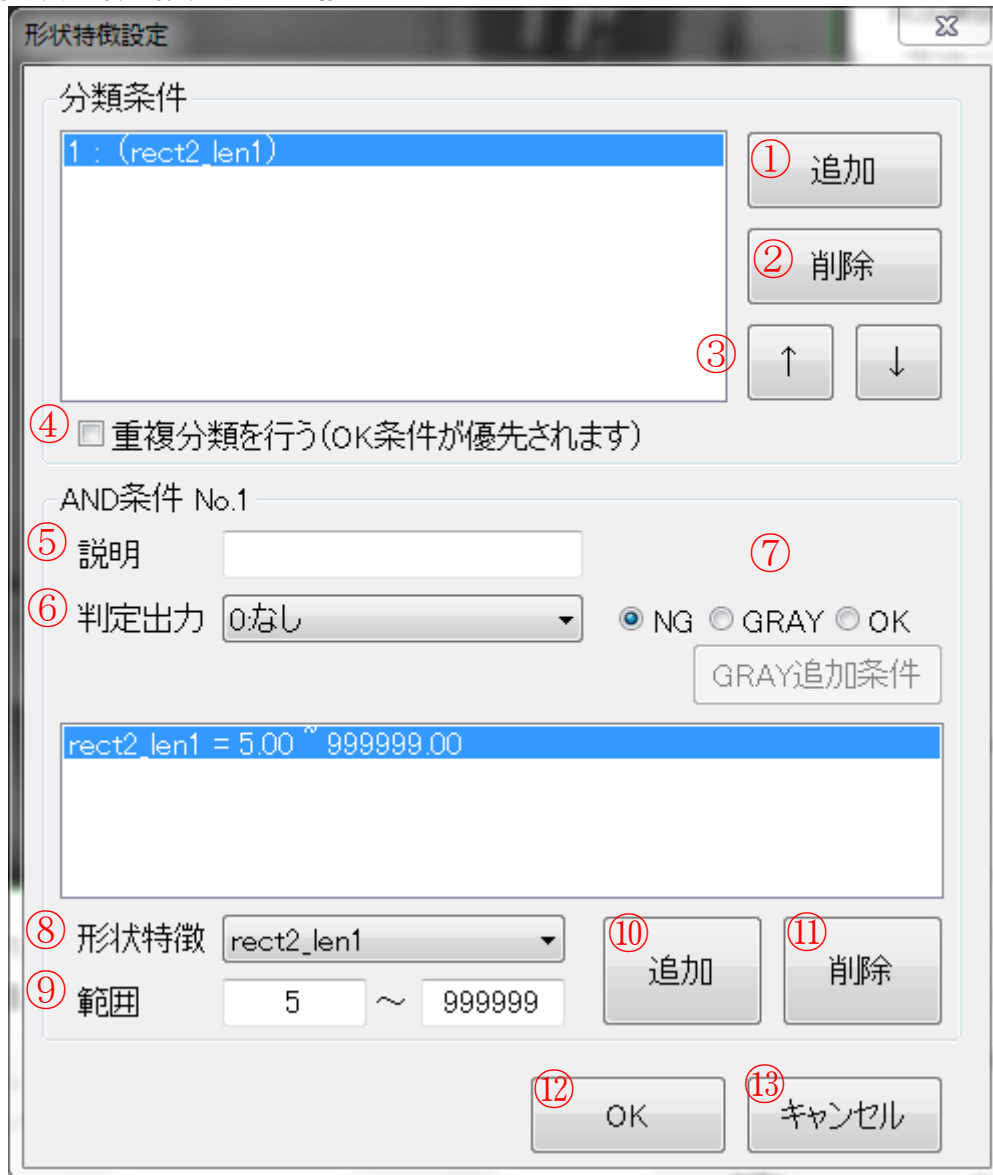 形状特徴設定
分類条件
1 : (rect2_len1)
① 追加
② 削除
③ ↑ ↓
④ 重複分類を行う(OK条件が優先されます)
AND条件 No.1
⑤ 説明
⑦
⑥ 判定出力 0:なし NG GRAY OK
GRAY追加条件
rect2_len1 = 5.00 ~ 999999.00
⑧ 形状特徴 rect2_len1
⑨ 範囲 5 ～ 999999
⑩ 追加
⑪ 削除
⑫ OK
⑬ キャンセル